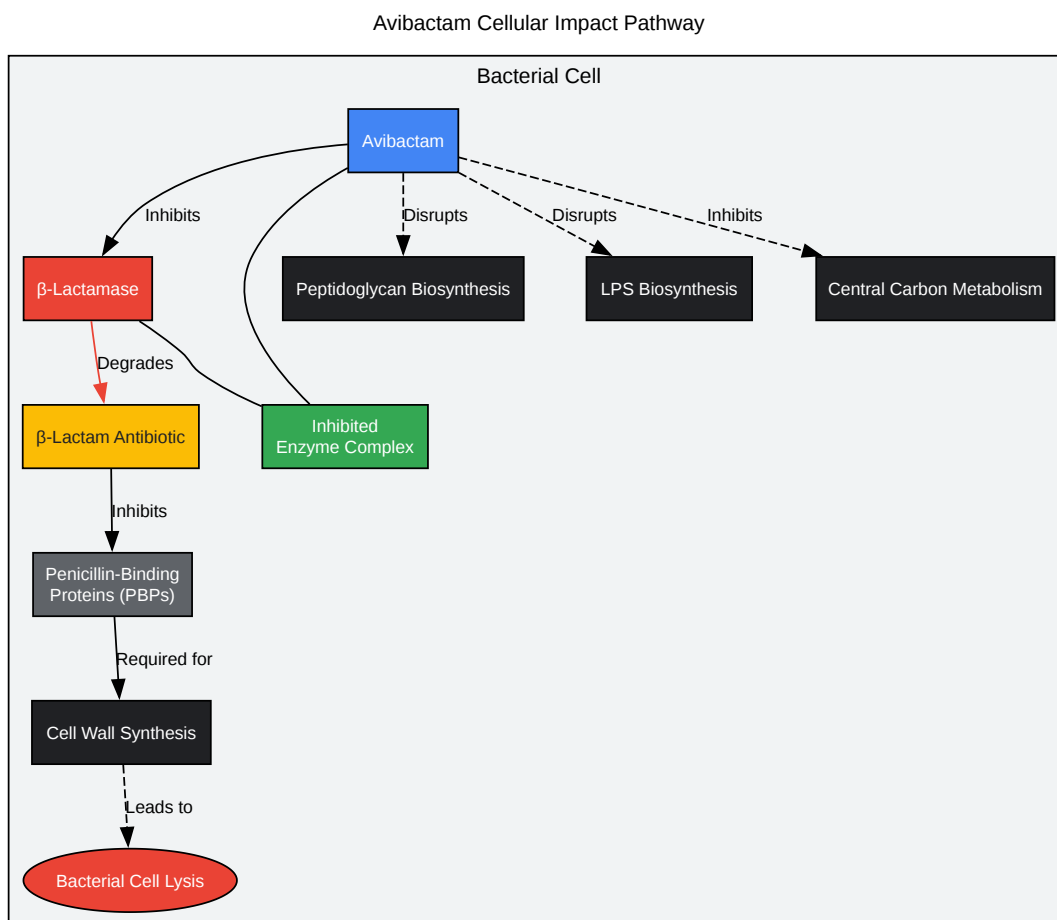 Avibactam Cellular Impact Pathway
Bacterial Cell
Avibactam
Inhibits
Disrupts
Disrupts
Inhibits
β-Lactamase
Peptidoglycan Biosynthesis
LPS Biosynthesis
Central Carbon Metabolism
Degrades
β-Lactam Antibiotic
Inhibited
Enzyme Complex
Inhibits
Penicillin-Binding
Proteins (PBPs)
Required for
Cell Wall Synthesis
Leads to
Bacterial Cell Lysis